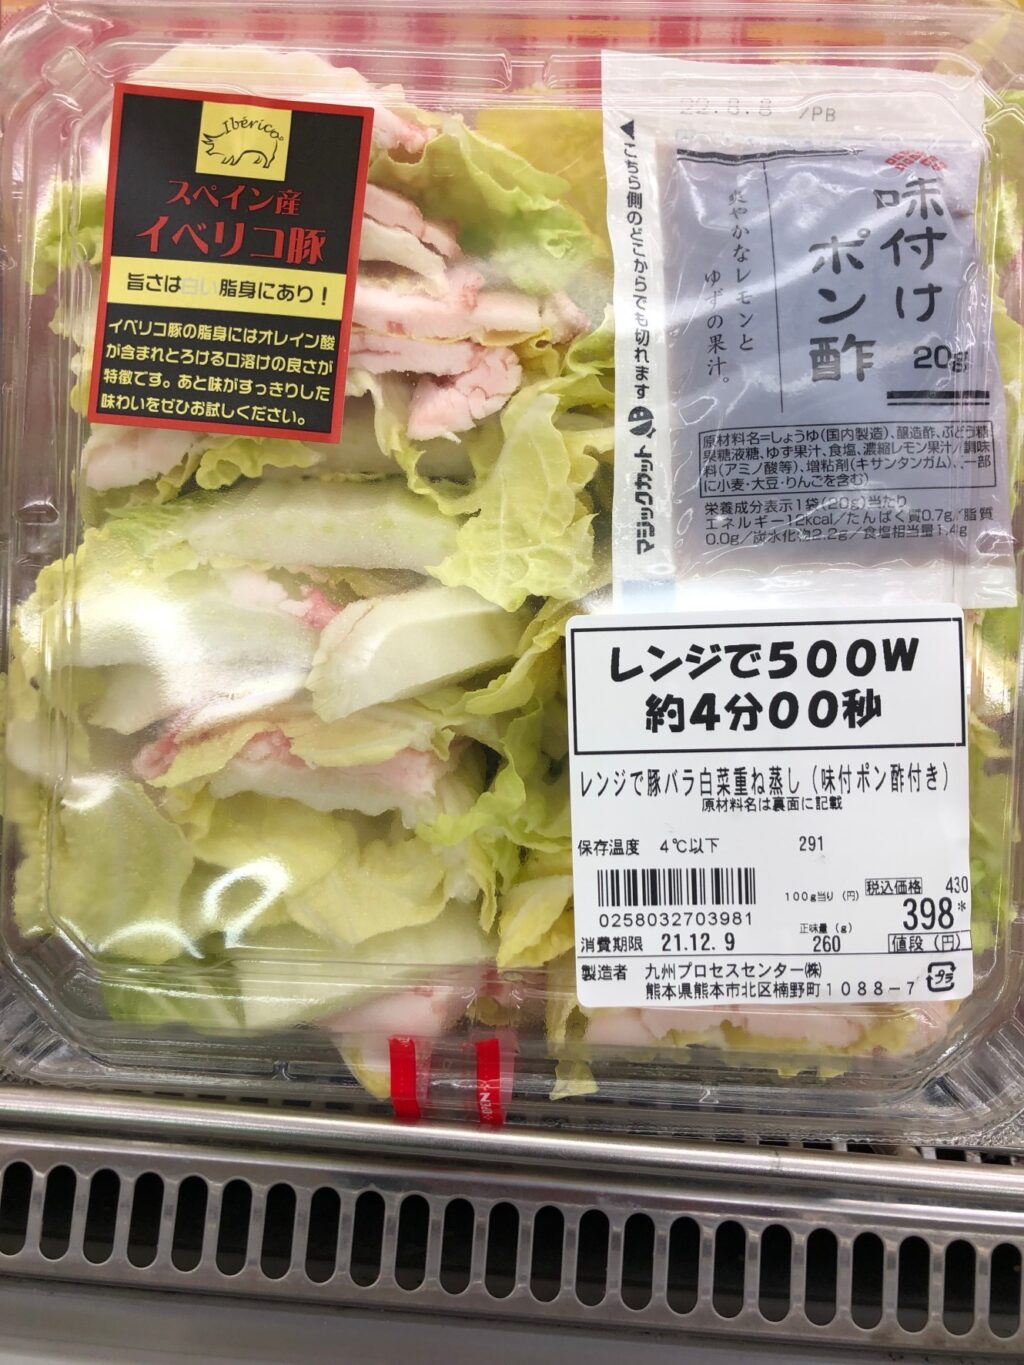 Ibérico
スペイン産
イベリコ豚
旨さは白い脂身にあり！
イベリコ豚の脂身にはオレイン酸
が含まれとろける口溶けの良さが
特徴です。あと味がすっきりした
味わいをぜひお試しください。
22.8.8 /PB
▲こちら側のどこからでも切れます
マジックカット
味付け
ポン酢
20g
爽やかなレモンと
ゆずの果汁。
原材料名=しょうゆ(国内製造)、醸造酢、ぶどう糖
果糖液糖、ゆず果汁、食塩、濃縮レモン果汁/調味
料(アミノ酸等)、増粘剤(キサンタンガム)、(一部
に小麦・大豆・りんごを含む)
栄養成分表示1袋(20g)当たり
エネルギー12kcal/たんぱく質0.7g/脂質
0.0g/炭水化物2.2g/食塩相当量1.4g
レンジで500W
約4分00秒
レンジで豚バラ白菜重ね蒸し(味付ポン酢付き)
原材料名は裏面に記載
保存温度 4℃以下 291
100g当り (円) 税込価格 430
0258032703981
398*
消費期限 21.12.9
正味量 (g)
260
値段 (円)
製造者 九州プロセスセンター㈱
熊本県熊本市北区楠野町1088-7
プラ
OPEN